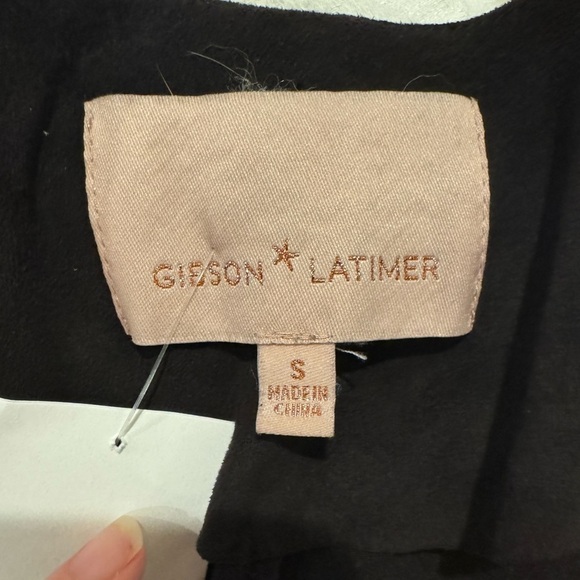 GIBSON * LATIMER
S
MADE IN
CHINA